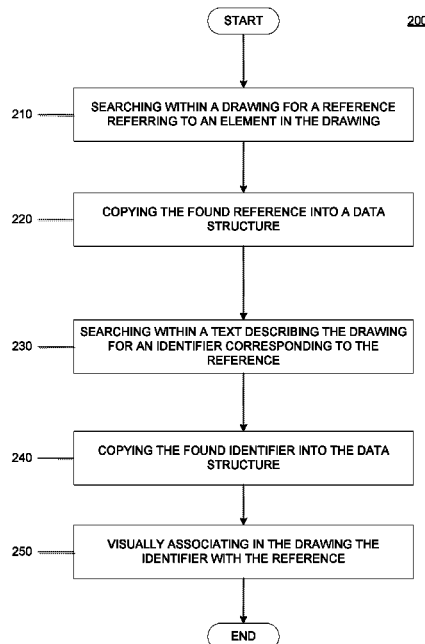 START
200
210
SEARCHING WITHIN A DRAWING FOR A REFERENCE
REFERRING TO AN ELEMENT IN THE DRAWING
220
COPYING THE FOUND REFERENCE INTO A DATA
STRUCTURE
230
SEARCHING WITHIN A TEXT DESCRIBING THE DRAWING
FOR AN IDENTIFIER CORRESPONDING TO THE
REFERENCE
240
COPYING THE FOUND IDENTIFIER INTO THE DATA
STRUCTURE
250
VISUALLY ASSOCIATING IN THE DRAWING THE
IDENTIFIER WITH THE REFERENCE
END